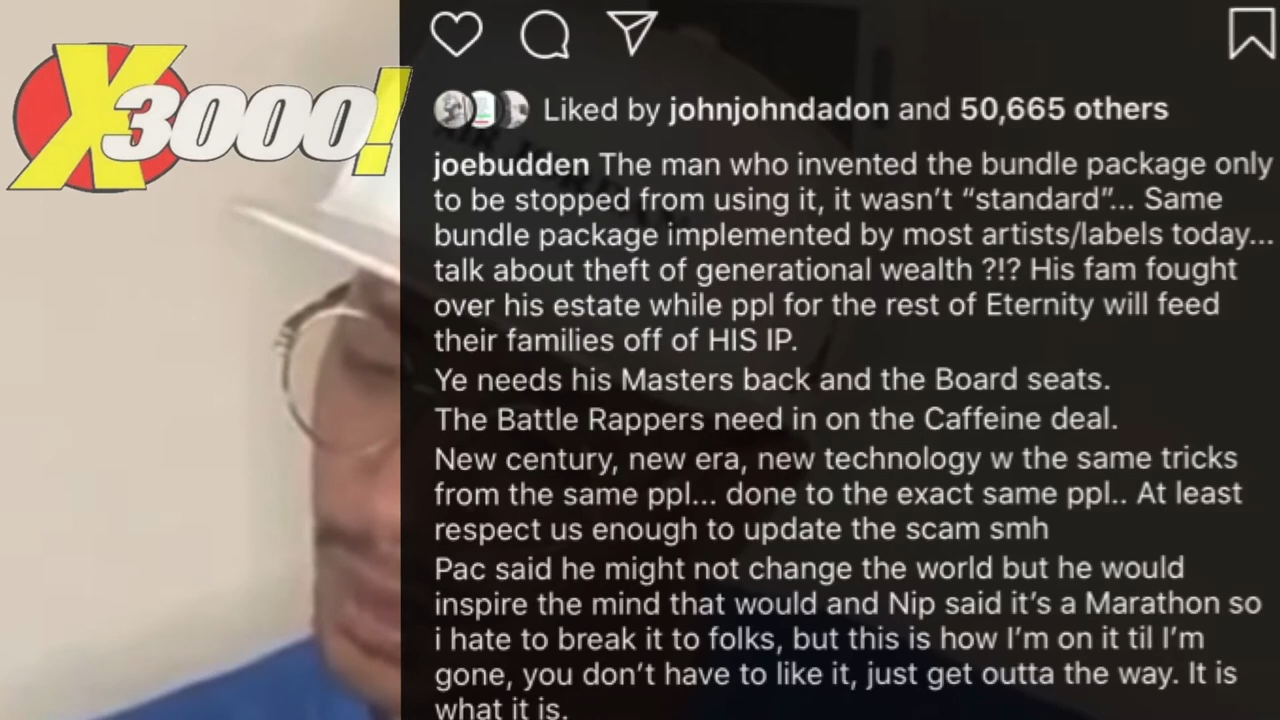 X3000!
Liked by johnjohndadon and 50,665 others
joebudden The man who invented the bundle package only
to be stopped from using it, it wasn’t “standard”... Same
bundle package implemented by most artists/labels today...
talk about theft of generational wealth ?!? His fam fought
over his estate while ppl for the rest of Eternity will feed
their families off of HIS IP.
Ye needs his Masters back and the Board seats.
The Battle Rappers need in on the Caffeine deal.
New century, new era, new technology w the same tricks
from the same ppl... done to the exact same ppl.. At least
respect us enough to update the scam smh
Pac said he might not change the world but he would
inspire the mind that would and Nip said it’s a Marathon so
i hate to break it to folks, but this is how I’m on it til I’m
gone, you don’t have to like it, just get outta the way. It is
what it is.